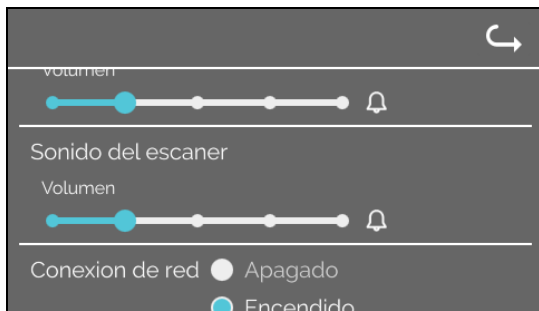 Volumen
Sonido del escaner
Volumen
Conexion de red Apagado
Encendido